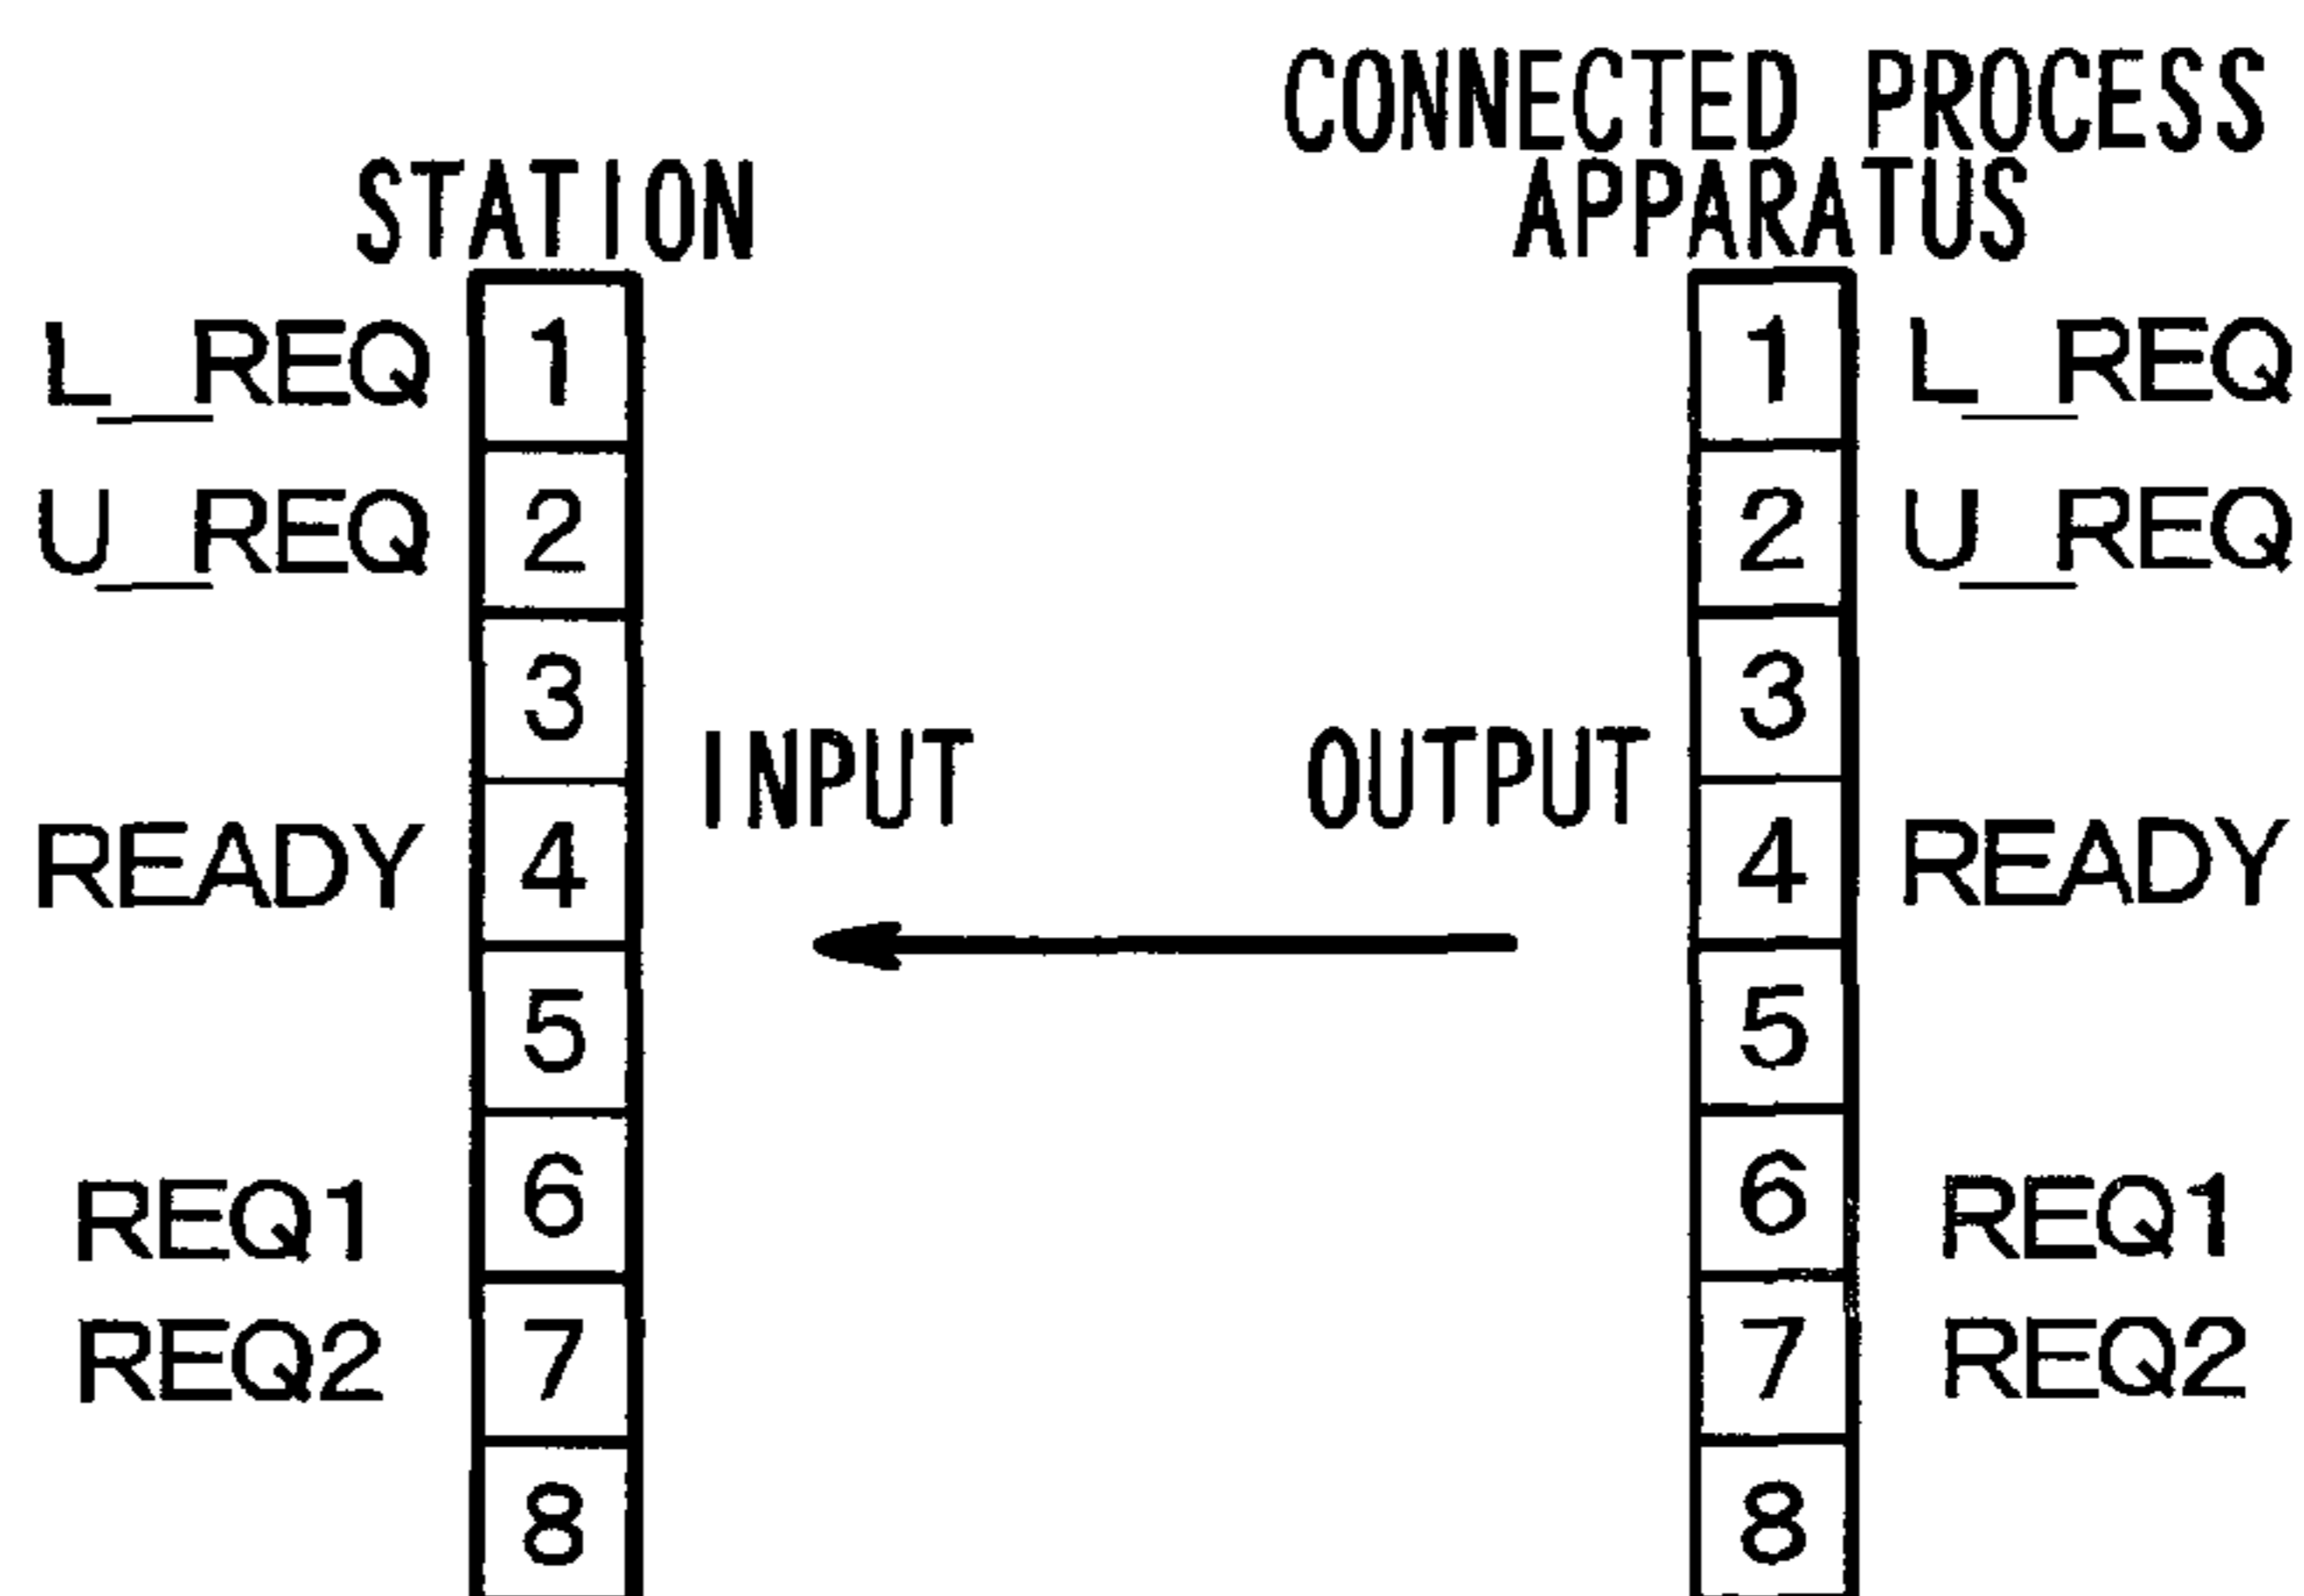 CONNECTED PROCESS
STATION APPARATUS
L_REQ 1 1 L_REQ
U_REQ 2 2 U_REQ
3 3
INPUT OUTPUT
READY 4 4 READY
5 5
REQ1 6 6 REQ1
REQ2 7 7 REQ2
8 8